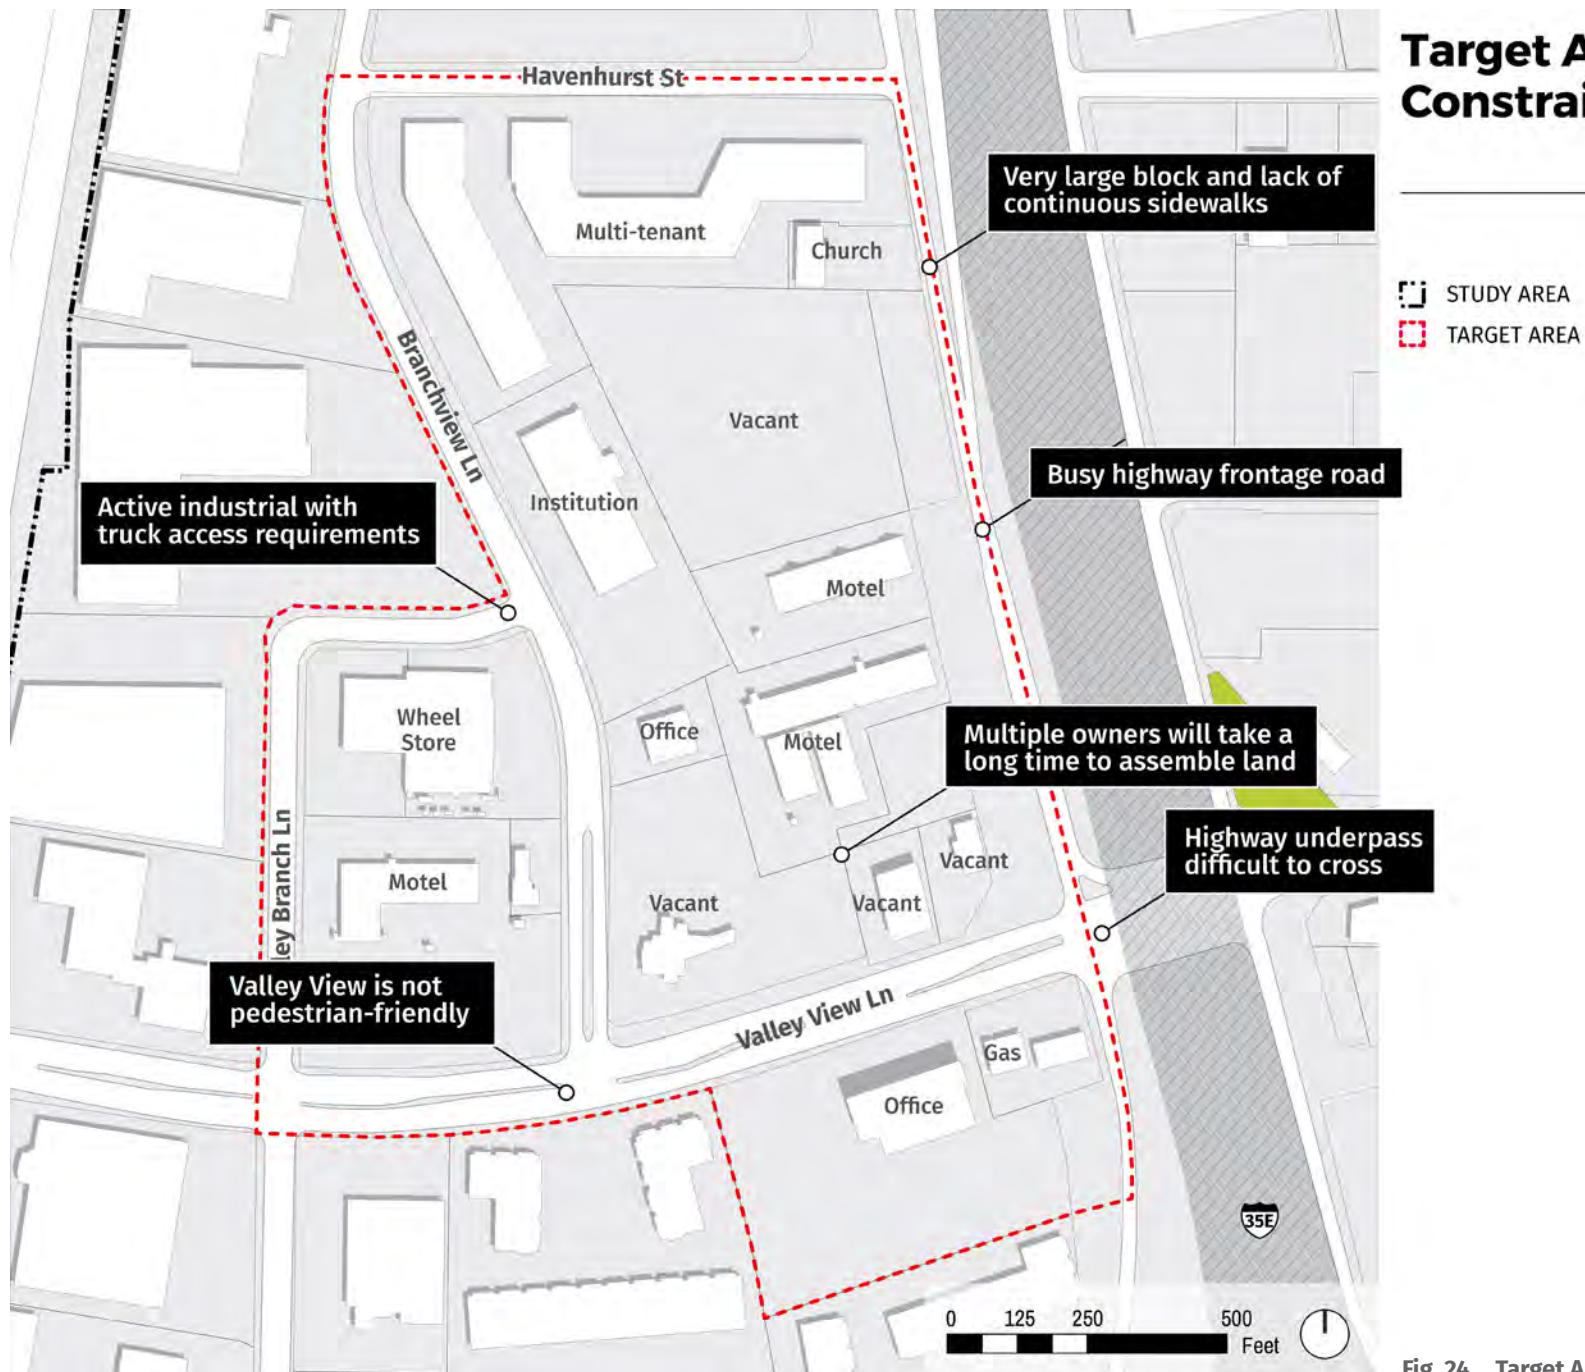 Target A
Constrai
STUDY AREA
TARGET AREA
Havenhurst St
Very large block and lack of
continuous sidewalks
Multi-tenant
Church
Branchview Ln
Vacant
Busy highway frontage road
Active industrial with
truck access requirements
Institution
Motel
Wheel
Store
Office
Motel
Multiple owners will take a
long time to assemble land
Highway underpass
difficult to cross
ley Branch Ln
Motel
Vacant
Vacant
Vacant
Valley View is not
pedestrian-friendly
Valley View Ln
Gas
Office
35E
0 125 250 500
Feet
Fig. 24 Target A